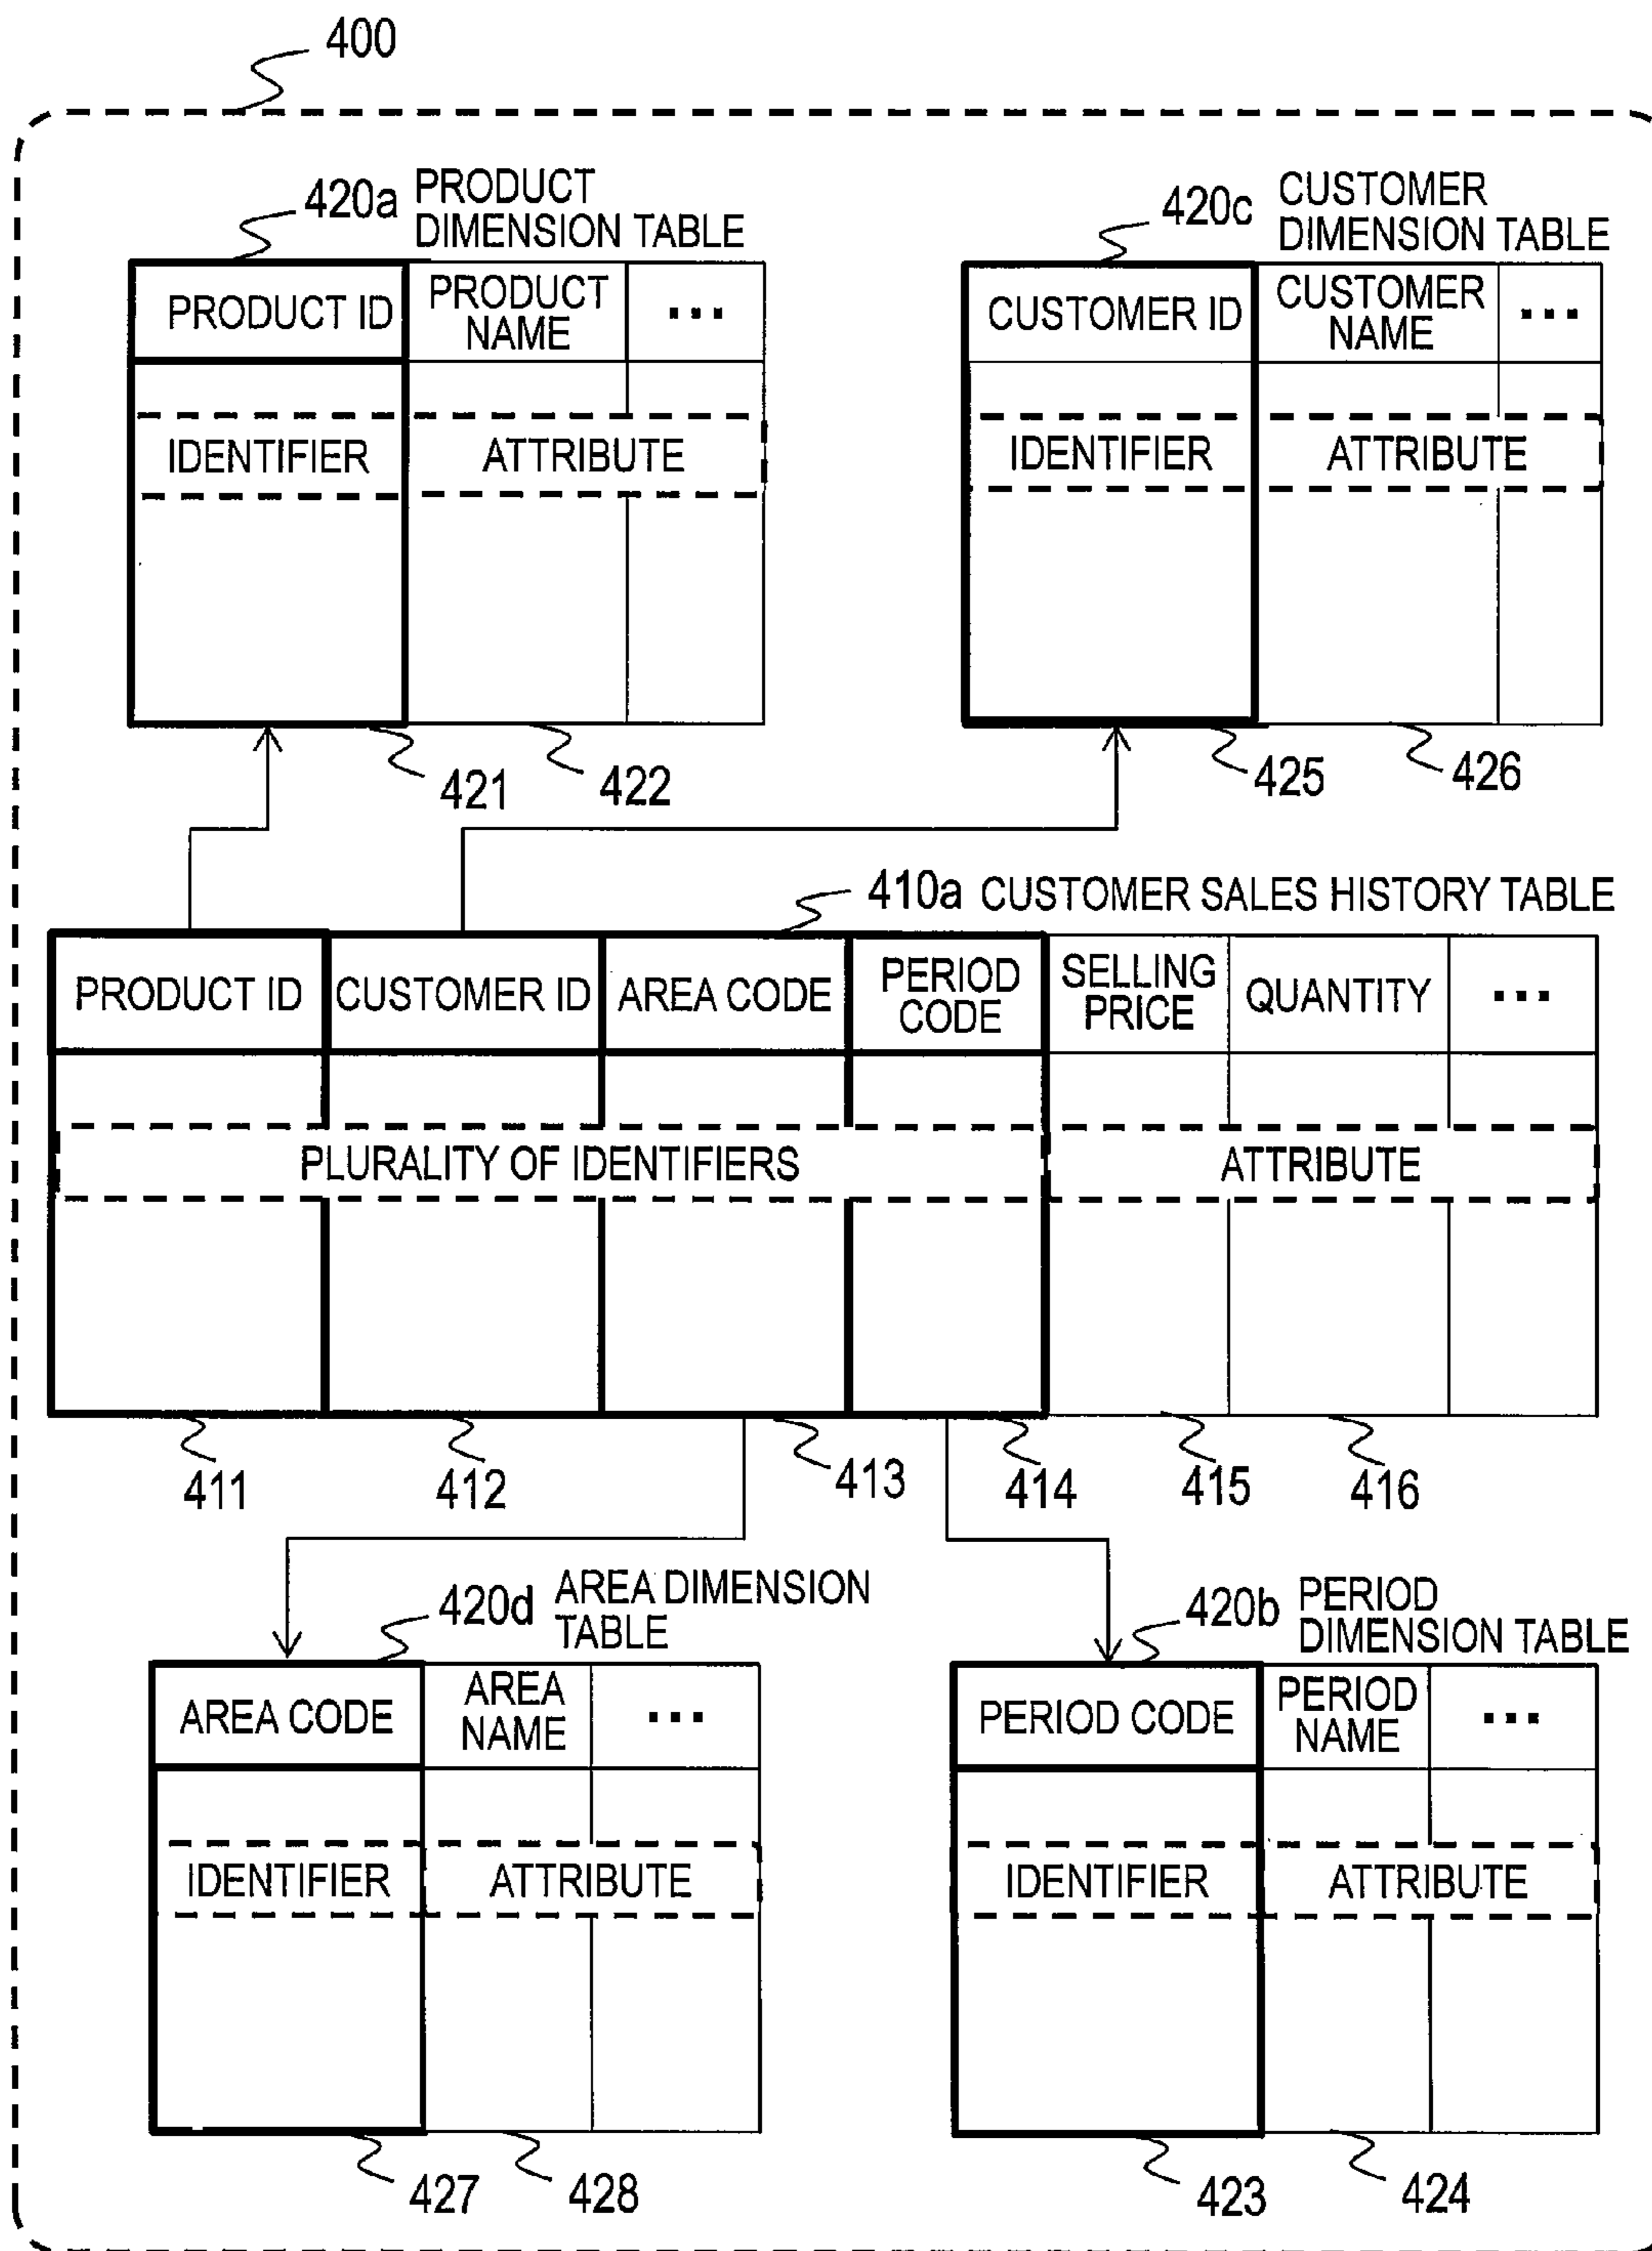 400
420a PRODUCT
DIMENSION TABLE
420c CUSTOMER
DIMENSION TABLE
PRODUCT ID
PRODUCT
NAME
...
CUSTOMER ID
CUSTOMER
NAME
...
IDENTIFIER
ATTRIBUTE
IDENTIFIER
ATTRIBUTE
421
422
425
426
410a CUSTOMER SALES HISTORY TABLE
PRODUCT ID
CUSTOMER ID
AREA CODE
PERIOD
CODE
SELLING
PRICE
QUANTITY
...
PLURALITY OF IDENTIFIERS
ATTRIBUTE
411
412
413
414
415
416
420d AREA DIMENSION
TABLE
420b PERIOD
DIMENSION TABLE
AREA CODE
AREA
NAME
...
PERIOD CODE
PERIOD
NAME
...
IDENTIFIER
ATTRIBUTE
IDENTIFIER
ATTRIBUTE
427
428
423
424